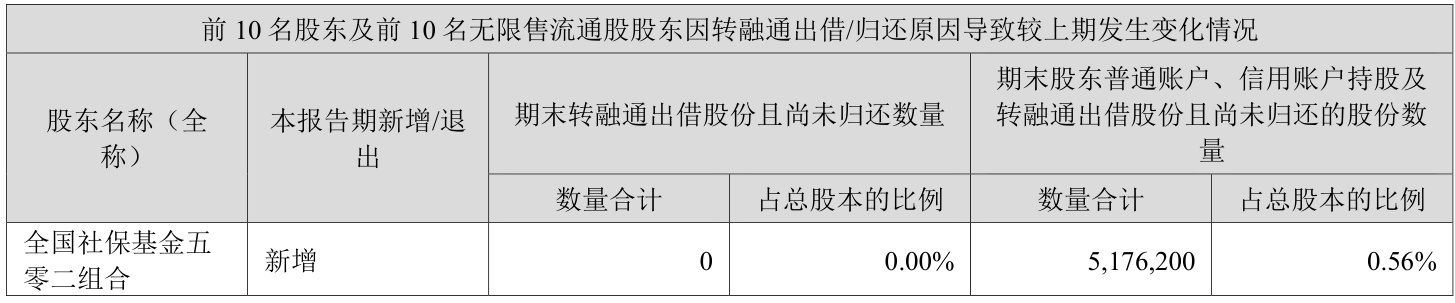 前 10 名股东及前 10 名无限售流通股股东因转融通出借/归还原因导致较上期发生变化情况
股东名称（全
称）
本报告期新增/退
出
期末转融通出借股份且尚未归还数量
期末股东普通账户、信用账户持股及
转融通出借股份且尚未归还的股份数
量
数量合计
占总股本的比例
数量合计
占总股本的比例
全国社保基金五
零二组合
新增
0
0.00%
5,176,200
0.56%